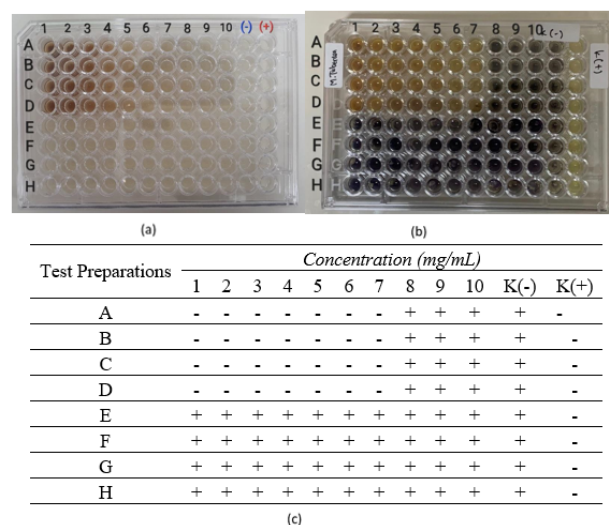 1 2 3 4 5 6 7 8 9 10 (-) (+)
A
B
C
D
E
F
G
H
(a)
1 2 3 4 5 6 7 8 9 10 K(-)
K(+)
A
B
C
D
E
F
G
H
(b)
Test Preparations Concentration (mg/mL)
1 2 3 4 5 6 7 8 9 10 K(-) K(+)
A - - - - - - - + + + + -
B - - - - - - - + + + + -
C - - - - - - - + + + + -
D - - - - - - - + + + + -
E + + + + + + + + + + + -
F + + + + + + + + + + + -
G + + + + + + + + + + + -
H + + + + + + + + + + + -
(c)